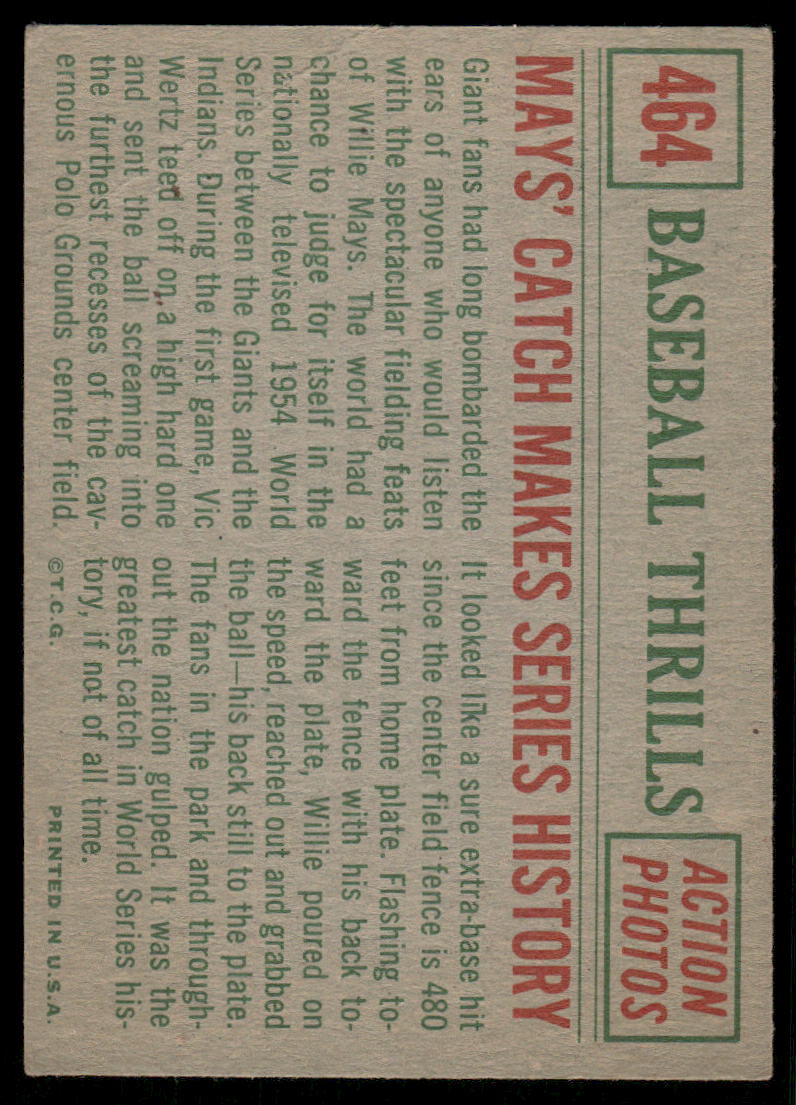 464
BASEBALL THRILLS
ACTION
PHOTOS
MAYS' CATCH MAKES SERIES HISTORY
Giant fans had long bombarded the
ears of anyone who would listen
with the spectacular fielding feats
of Willie Mays. The world had a
chance to judge for itself in the
nationally televised 1954 World
Series between the Giants and the
Indians. During the first game, Vic
Wertz teed off on a high hard one
and sent the ball screaming into
the furthest recesses of the cav-
ernous Polo Grounds center field.
It looked like a sure extra-base hit
since the center field fence is 480
feet from home plate. Flashing to-
ward the fence with his back to-
ward the plate, Willie poured on
the speed, reached out and grabbed
the ball—his back still to the plate.
The fans in the park and through-
out the nation gulped. It was the
greatest catch in World Series his-
tory, if not of all time.
©T.C.G.
PRINTED IN U.S.A.